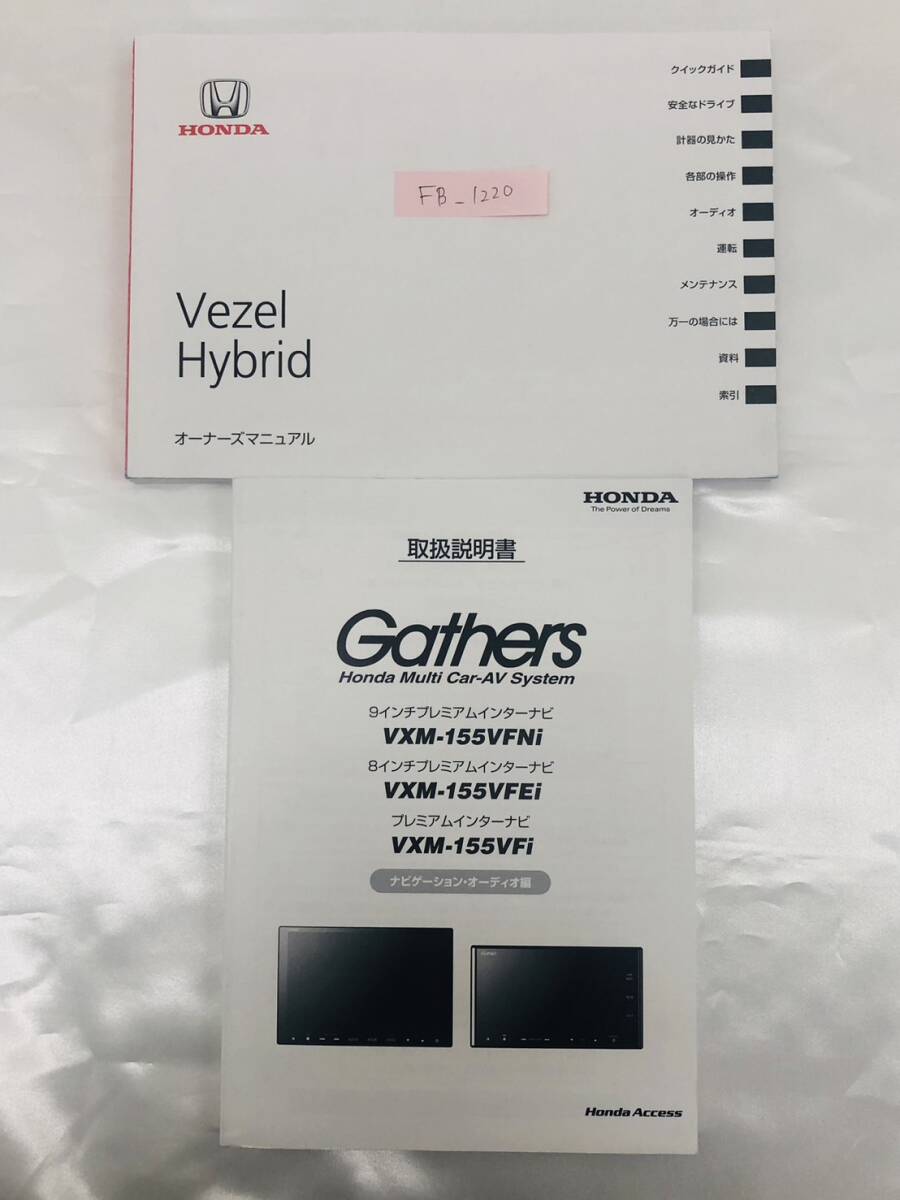 HONDA
FB_1220
Vezel
Hybrid
オーナーズマニュアル
クイックガイド
安全なドライブ
計器の見かた
各部の操作
オーディオ
運転
メンテナンス
万一の場合には
資料
索引
HONDA
The Power of Dreams
取扱説明書
Gathers
Honda Multi Car-AV System
9インチプレミアムインターナビ
VXM-155VFNi
8インチプレミアムインターナビ
VXM-155VFEi
プレミアムインターナビ
VXM-155VFi
ナビゲーション・オーディオ編
Honda Access